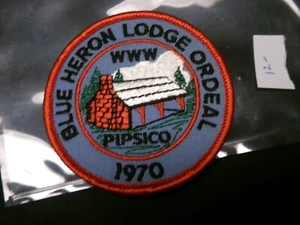 BLUE HERON LODGE ORDEAL
WWW
PIPSICO
1970